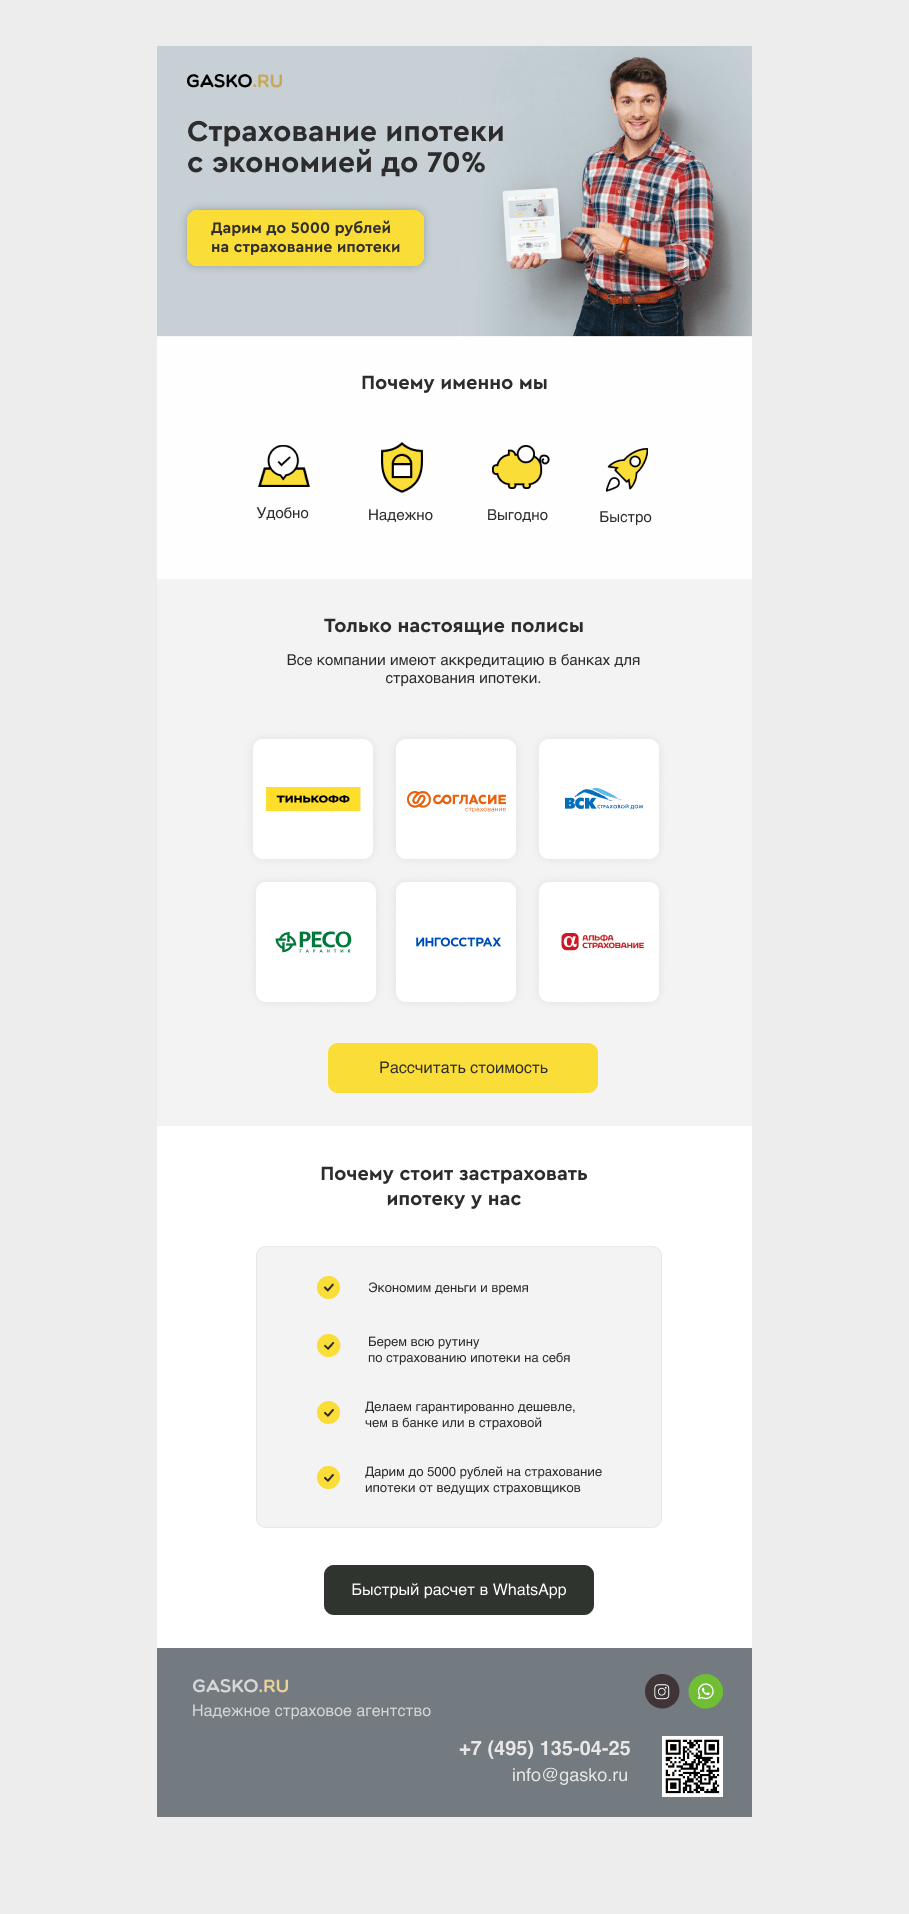 GASKO.RU
Страхование ипотеки
с экономией до 70%
Дарим до 5000 рублей
на страхование ипотеки
Почему именно мы
Удобно
Надежно
Выгодно
Быстро
Только настоящие полисы
Все компании имеют аккредитацию в банках для
страхования ипотеки.
ТИНЬКОФФ
СОГЛАСИЕ
страхование
ВСК СТРАХОВОЙ ДОМ
РЕСО
ГАРАНТИЯ
ИНГОССТРАХ
АЛЬФА
СТРАХОВАНИЕ
Рассчитать стоимость
Почему стоит застраховать
ипотеку у нас
Экономим деньги и время
Берем всю рутину
по страхованию ипотеки на себя
Делаем гарантированно дешевле,
чем в банке или в страховой
Дарим до 5000 рублей на страхование
ипотеки от ведущих страховщиков
Быстрый расчет в WhatsApp
GASKO.RU
Надежное страховое агентство
+7 (495) 135-04-25
info@gasko.ru